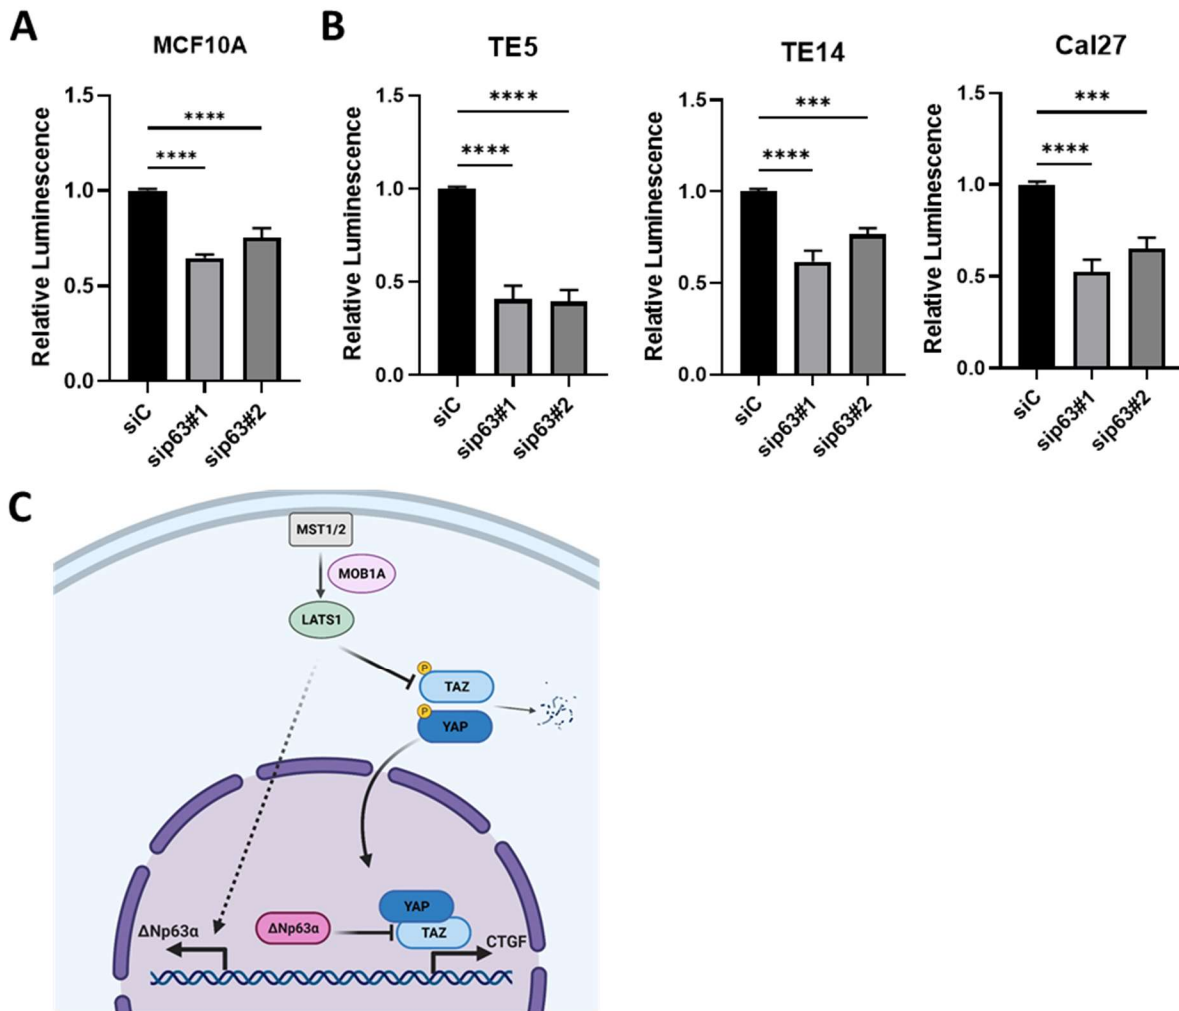 A
MCF10A
Relative Luminescence
1.5
1.0
0.5
0.0
****
****
siC
sip63#1
sip63#2
B
TE5
Relative Luminescence
1.5
1.0
0.5
0.0
****
****
siC
sip63#1
sip63#2
TE14
Relative Luminescence
1.5
1.0
0.5
0.0
***
****
siC
sip63#1
sip63#2
Cal27
Relative Luminescence
1.5
1.0
0.5
0.0
***
****
siC
sip63#1
sip63#2
C
MST1/2
MOB1A
LATS1
P
TAZ
P
YAP
YAP
ΔNp63α
ΔNp63α
TAZ
CTGF